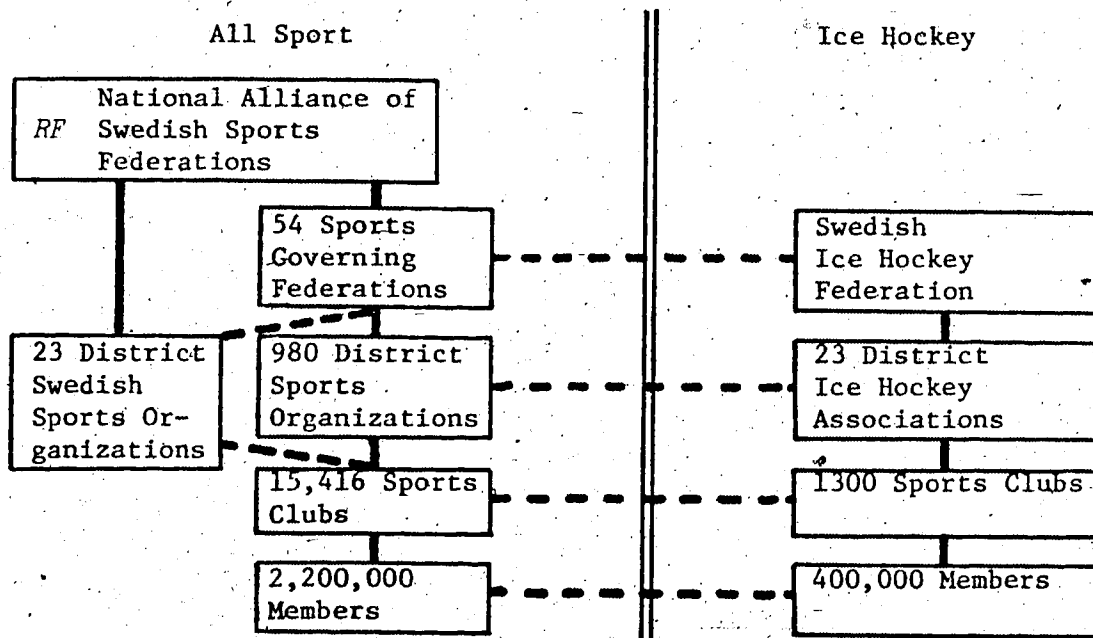 All Sport
Ice Hockey
RF National Alliance of
Swedish Sports
Federations
54 Sports
Governing
Federations
Swedish
Ice Hockey
Federation
23 District
Swedish
Sports Or-
ganizations
980 District
Sports
Organizations
23 District
Ice Hockey
Associations
15,416 Sports
Clubs
1300 Sports Clubs
2,200,000
Members
400,000 Members